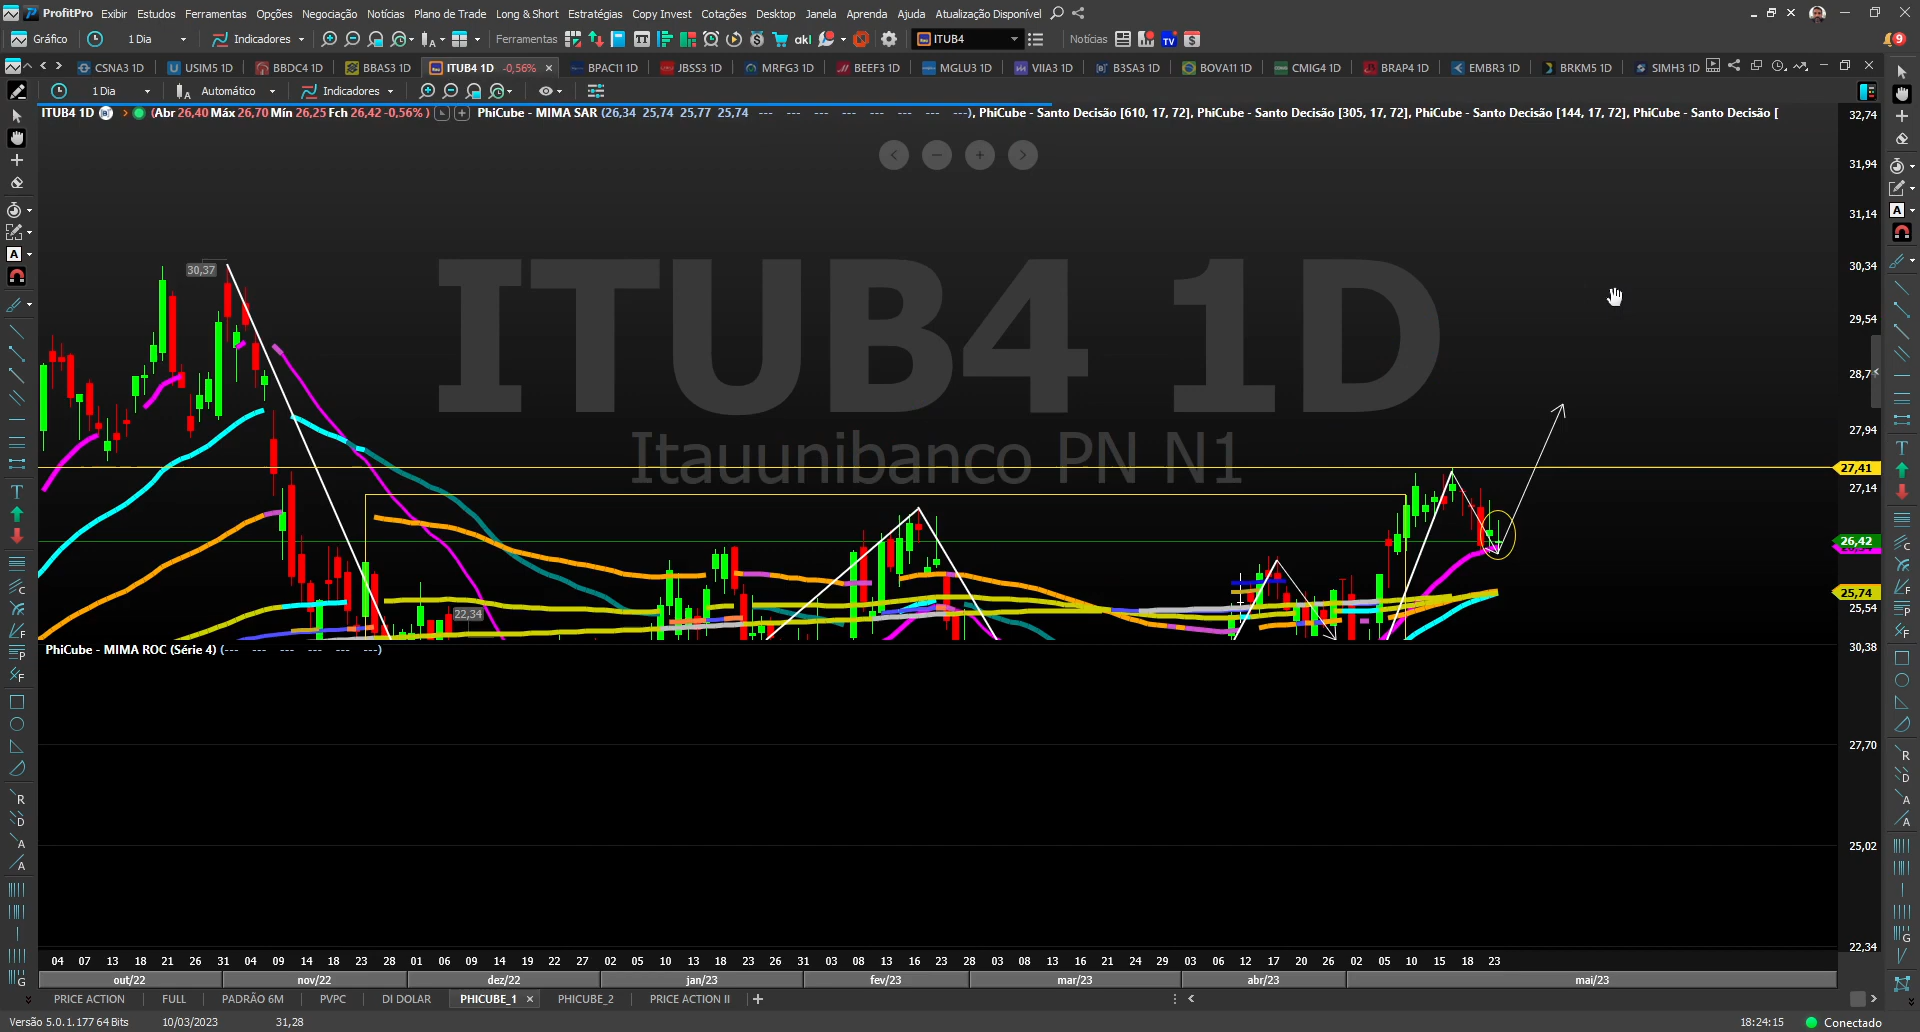 ProfitPro Exibir Estudos Ferramentas Opções Negociação Notícias Plano de Trade Long & Short Estratégias Copy Invest Cotações Desktop Janela Aprenda Ajuda Atualização Disponível
Gráfico 1 Dia Indicadores Ferramentas TT akl ITUB4 Notícias TV 9
CSNA3 1D USIM5 1D BBDC4 1D BBAS3 1D ITUB4 1D -0,56% BPAC11 1D JBSS3 1D MRFG3 1D BEEF3 1D MGLU3 1D VIIA3 1D B3SA3 1D BOVA11 1D CMIG4 1D BRAP4 1D EMBR3 1D BRKM5 1D SIMH3 1D
1 Dia Automático Indicadores
ITUB4 1D (Abr 26,40 Máx 26,70 Mín 26,25 Fch 26,42 -0,56% ) PhiCube - MIMA SAR (26,34 25,74 25,77 25,74 --- --- --- --- --- --- --- ---), PhiCube - Santo Decisão [610, 17, 72], PhiCube - Santo Decisão [305, 17, 72], PhiCube - Santo Decisão [144, 17, 72], PhiCube - Santo Decisão [
32,74
31,94
31,14
30,37
30,34
ITUB4 1D
29,54
28,7
27,94
Itauunibanco PN N1
27,41
27,14
26,42
25,74
25,54
22,34
PhiCube - MIMA ROC (Série 4) (--- --- --- --- --- ---)
30,38
27,70
25,02
22,34
04 07 13 18 21 26 31 04 09 14 18 23 28 01 06 09 14 19 22 27 02 05 10 13 18 23 26 31 03 08 13 16 23 28 03 08 13 16 21 24 29 03 06 12 17 20 26 02 05 10 15 18 23
out/22 nov/22 dez/22 jan/23 fev/23 mar/23 abr/23 mai/23
PRICE ACTION FULL PADRÃO 6M PVPC DI DOLAR PHICUBE_1 PHICUBE_2 PRICE ACTION II
Versão 5.0.1.177 64 Bits 10/03/2023 31,28 18:24:15 Conectado